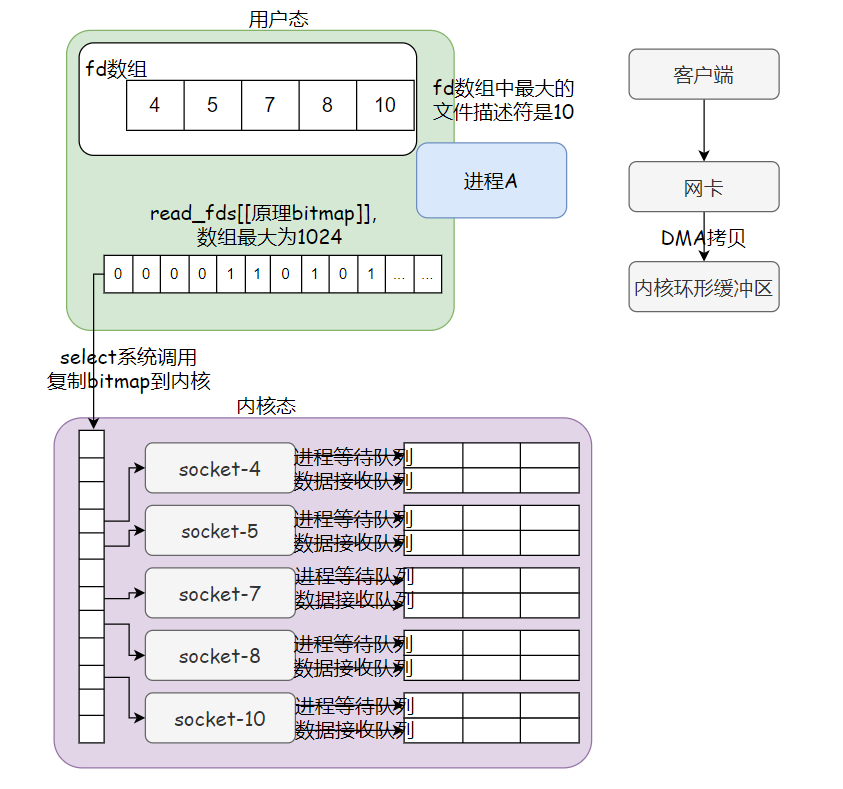 用户态
fd数组
4 5 7 8 10
fd数组中最大的
文件描述符是10
进程A
read_fds[[原理bitmap]],
数组最大为1024
0 0 0 0 1 1 0 1 0 1 ... ...
select系统调用
复制bitmap到内核
客户端
网卡
DMA拷贝
内核环形缓冲区
内核态
socket-4
进程等待队列
数据接收队列
socket-5
进程等待队列
数据接收队列
socket-7
进程等待队列
数据接收队列
socket-8
进程等待队列
数据接收队列
socket-10
进程等待队列
数据接收队列